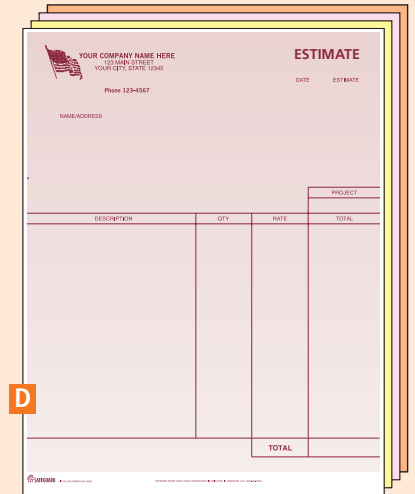 YOUR COMPANY NAME HERE
123 MAIN STREET
YOUR CITY, STATE 12345
Phone 123-4567
ESTIMATE
DATE ESTIMATE
NAME/ADDRESS
PROJECT
DESCRIPTION QTY RATE TOTAL
D
TOTAL
SAFEGUARD